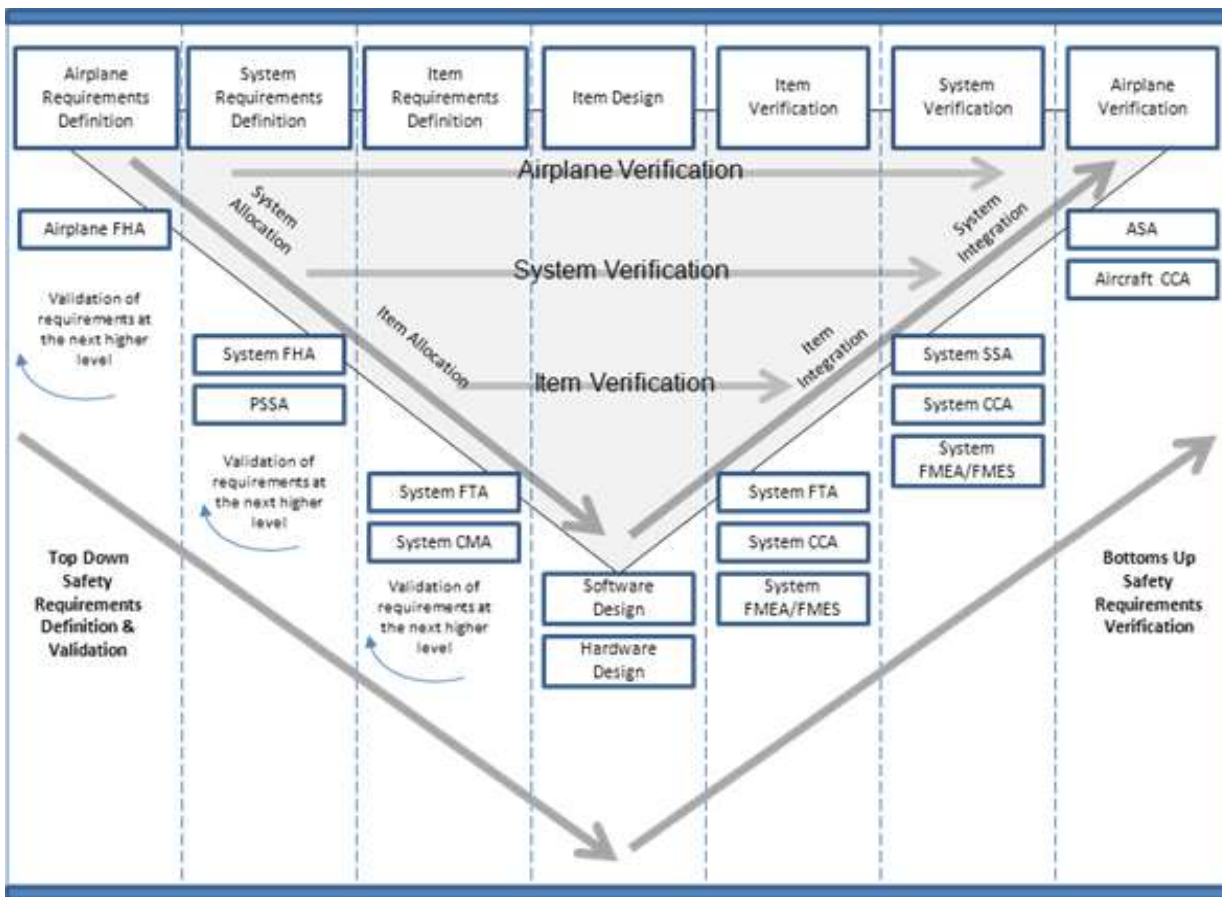 Airplane
Requirements
Definition
System
Requirements
Definition
Item
Requirements
Definition
Item Design
Item
Verification
System
Verification
Airplane
Verification
Airplane Verification
System
Allocation
System
Integration
Airplane FHA
ASA
Aircraft CCA
System Verification
Validation of
requirements at
the next higher
level
Item Allocation
Item
Integration
System FHA
PSSA
Item Verification
System SSA
System CCA
System
FMEA/FMES
Validation of
requirements at
the next higher
level
System FTA
System CMA
System FTA
System CCA
System
FMEA/FMES
Top Down
Safety
Requirements
Definition &
Validation
Validation of
requirements at
the next higher
level
Software
Design
Hardware
Design
Bottoms Up
Safety
Requirements
Verification